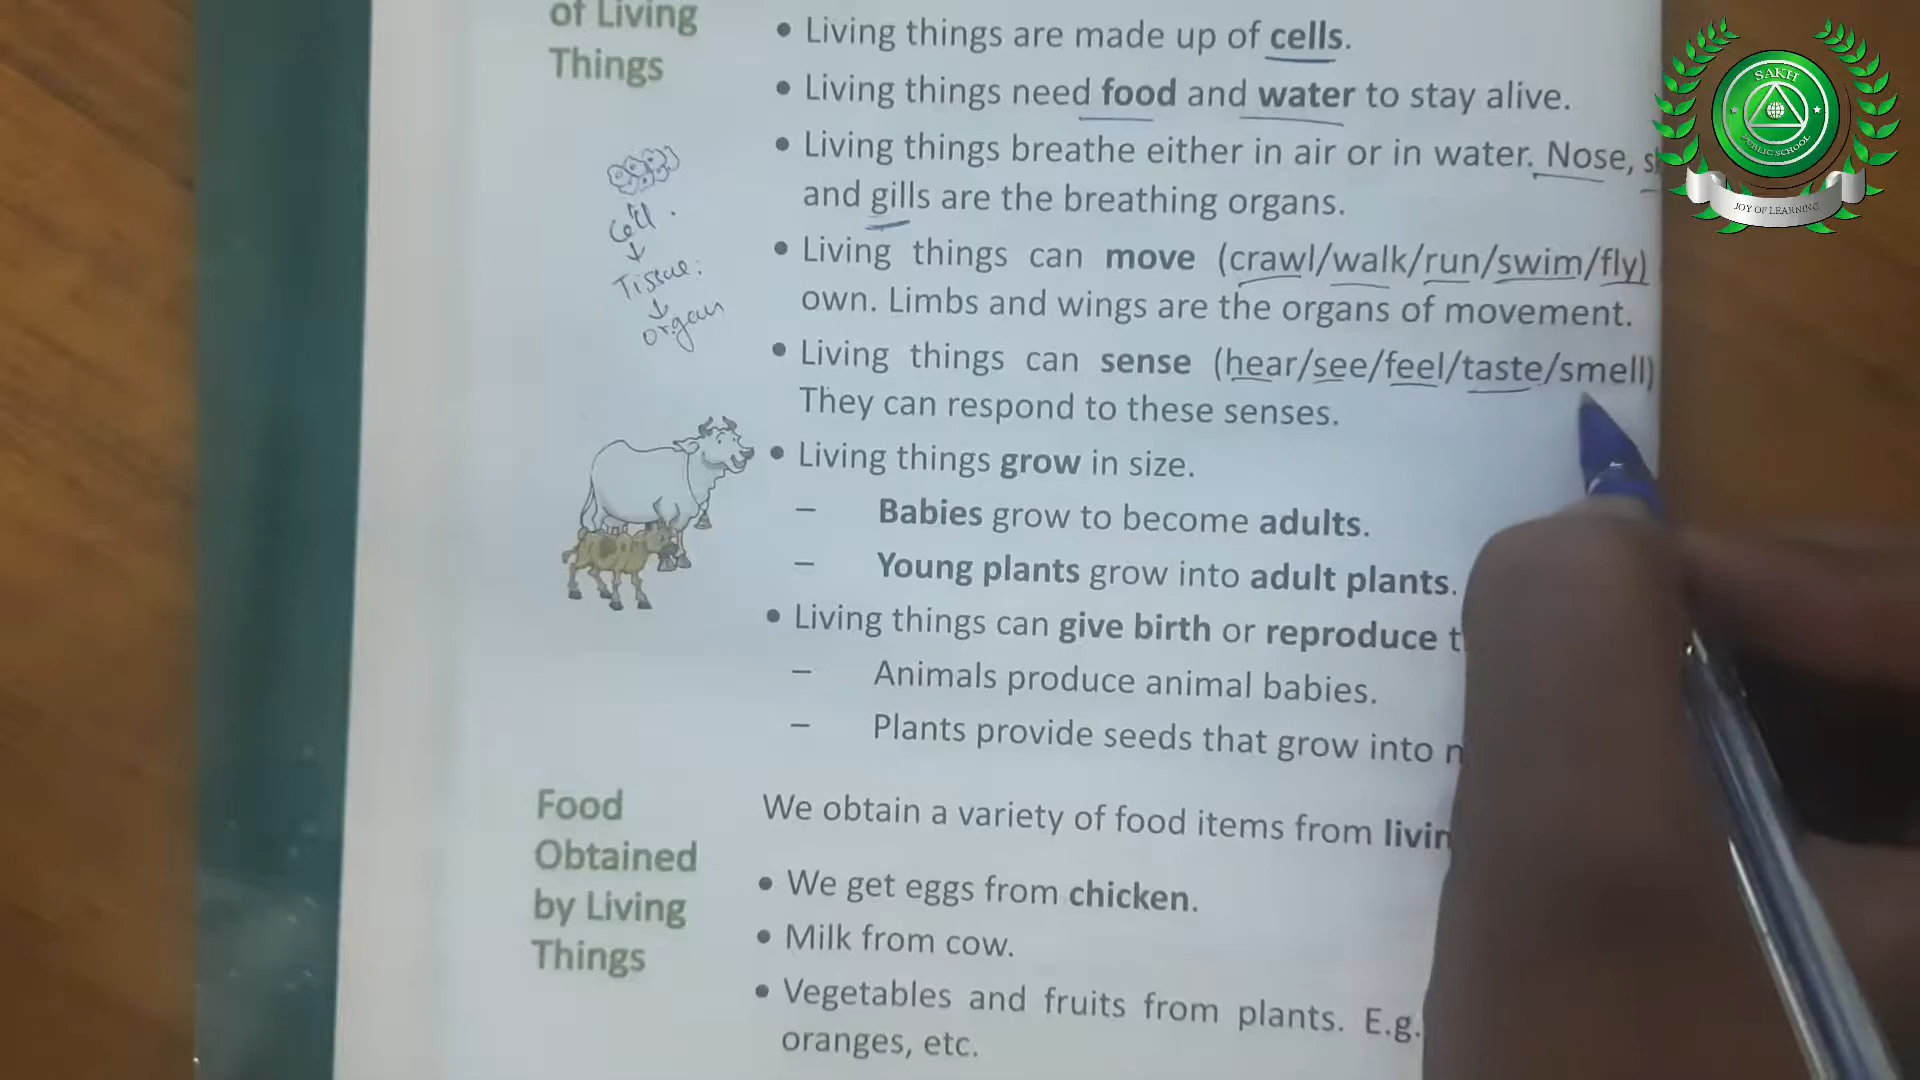 of Living
Things
• Living things are made up of cells.
• Living things need food and water to stay alive.
• Living things breathe either in air or in water. Nose,
and gills are the breathing organs.
• Living things can move (crawl/walk/run/swim/fly)
own. Limbs and wings are the organs of movement.
• Living things can sense (hear/see/feel/taste/smell)
They can respond to these senses.
• Living things grow in size.
– Babies grow to become adults.
– Young plants grow into adult plants.
• Living things can give birth or reproduce
– Animals produce animal babies.
– Plants provide seeds that grow into
Cell.
Tissue:
organ
Food
Obtained
by Living
Things
We obtain a variety of food items from
• We get eggs from chicken.
• Milk from cow.
• Vegetables and fruits from plants. E.g.
oranges, etc.
SAKH
PUBLIC SCHOOL
JOY OF LEARNING